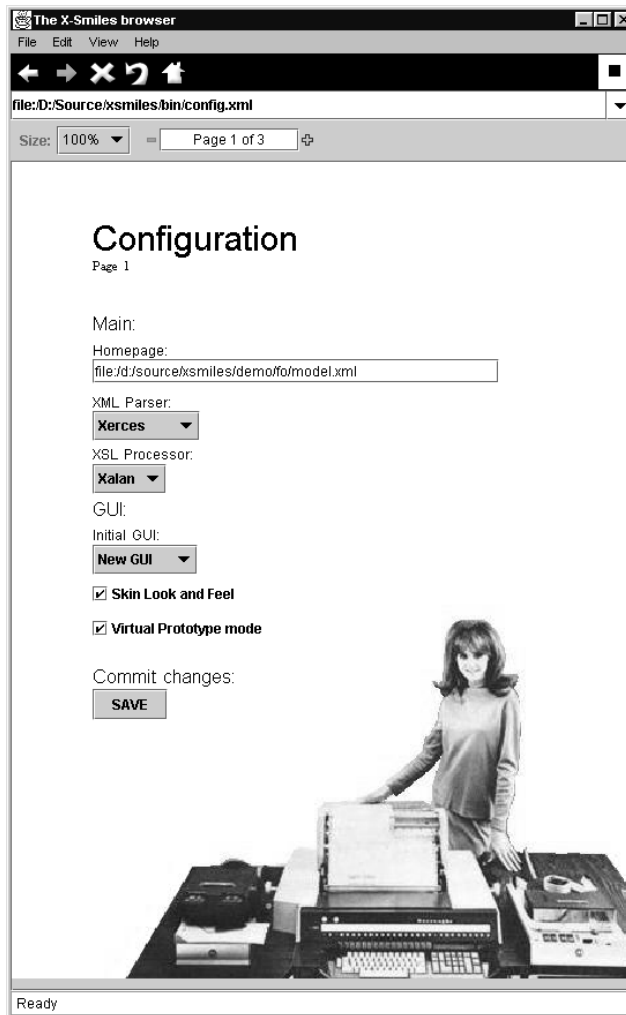 The X-Smiles browser
File Edit View Help
file:/D:/Source/xsmiles/bin/config.xml
Size: 100% Page 1 of 3
Configuration
Page 1
Main:
Homepage:
file:/d:/source/xsmiles/demo/fo/model.xml
XML Parser:
Xerces
XSL Processor:
Xalan
GUI:
Initial GUI:
New GUI
Skin Look and Feel
Virtual Prototype mode
Commit changes:
SAVE
Burroughs
Ready